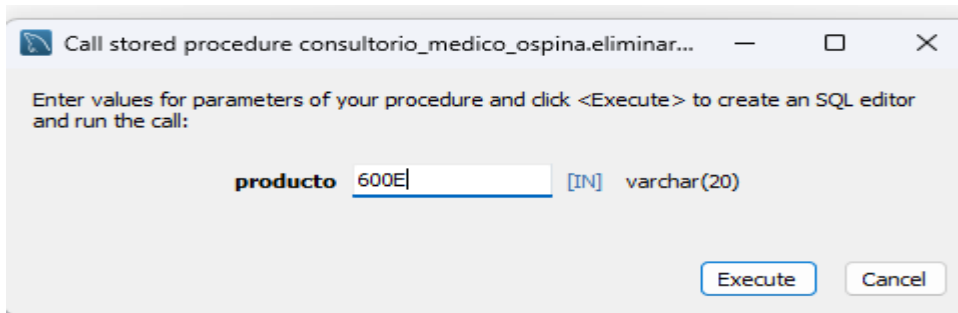 Call stored procedure consultorio_medico_ospina.eliminar...
Enter values for parameters of your procedure and click <Execute> to create an SQL editor
and run the call:
producto 600E [IN] varchar(20)
Execute Cancel